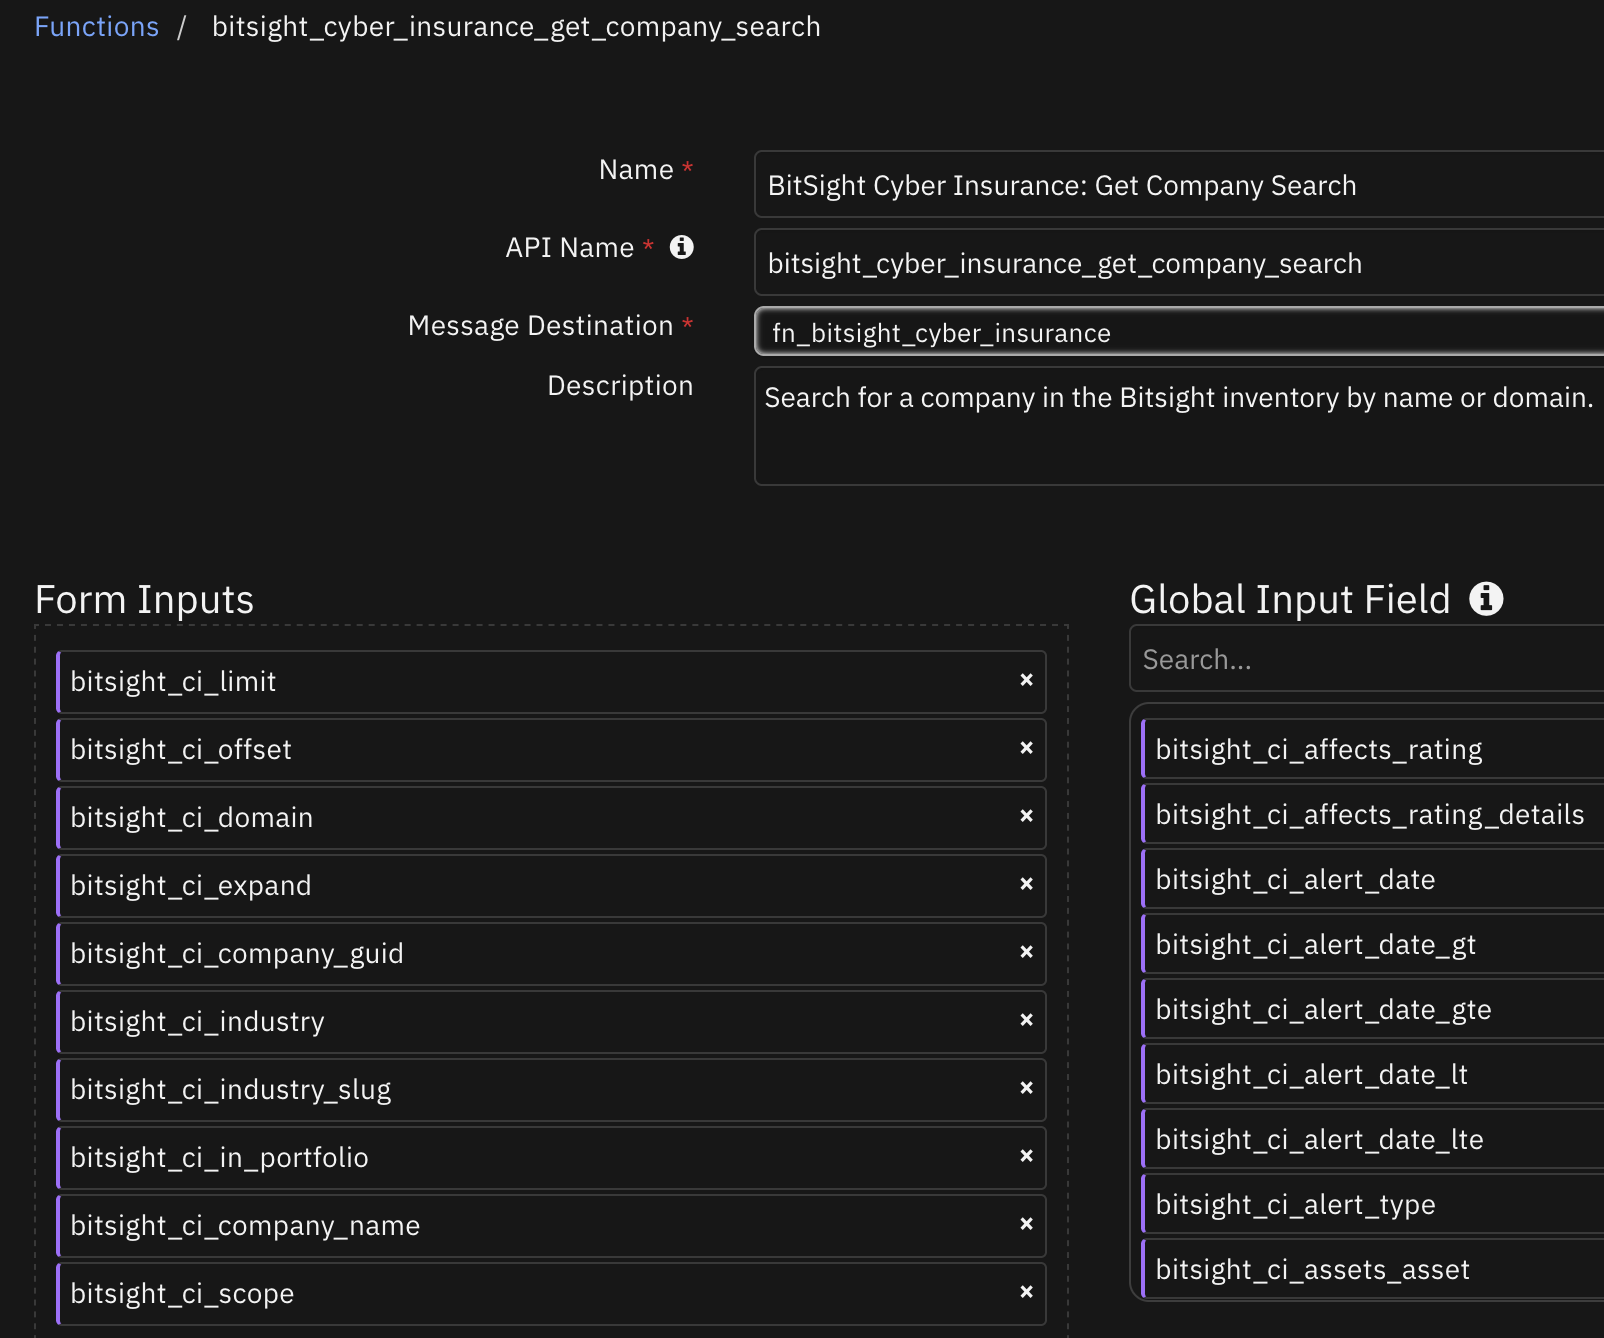 Functions / bitsight_cyber_insurance_get_company_search
Name *
BitSight Cyber Insurance: Get Company Search
API Name *
bitsight_cyber_insurance_get_company_search
Message Destination *
fn_bitsight_cyber_insurance
Description
Search for a company in the Bitsight inventory by name or domain.
Form Inputs
bitsight_ci_limit ×
bitsight_ci_offset ×
bitsight_ci_domain ×
bitsight_ci_expand ×
bitsight_ci_company_guid ×
bitsight_ci_industry ×
bitsight_ci_industry_slug ×
bitsight_ci_in_portfolio ×
bitsight_ci_company_name ×
bitsight_ci_scope ×
Global Input Field
Search...
bitsight_ci_affects_rating
bitsight_ci_affects_rating_details
bitsight_ci_alert_date
bitsight_ci_alert_date_gt
bitsight_ci_alert_date_gte
bitsight_ci_alert_date_lt
bitsight_ci_alert_date_lte
bitsight_ci_alert_type
bitsight_ci_assets_asset